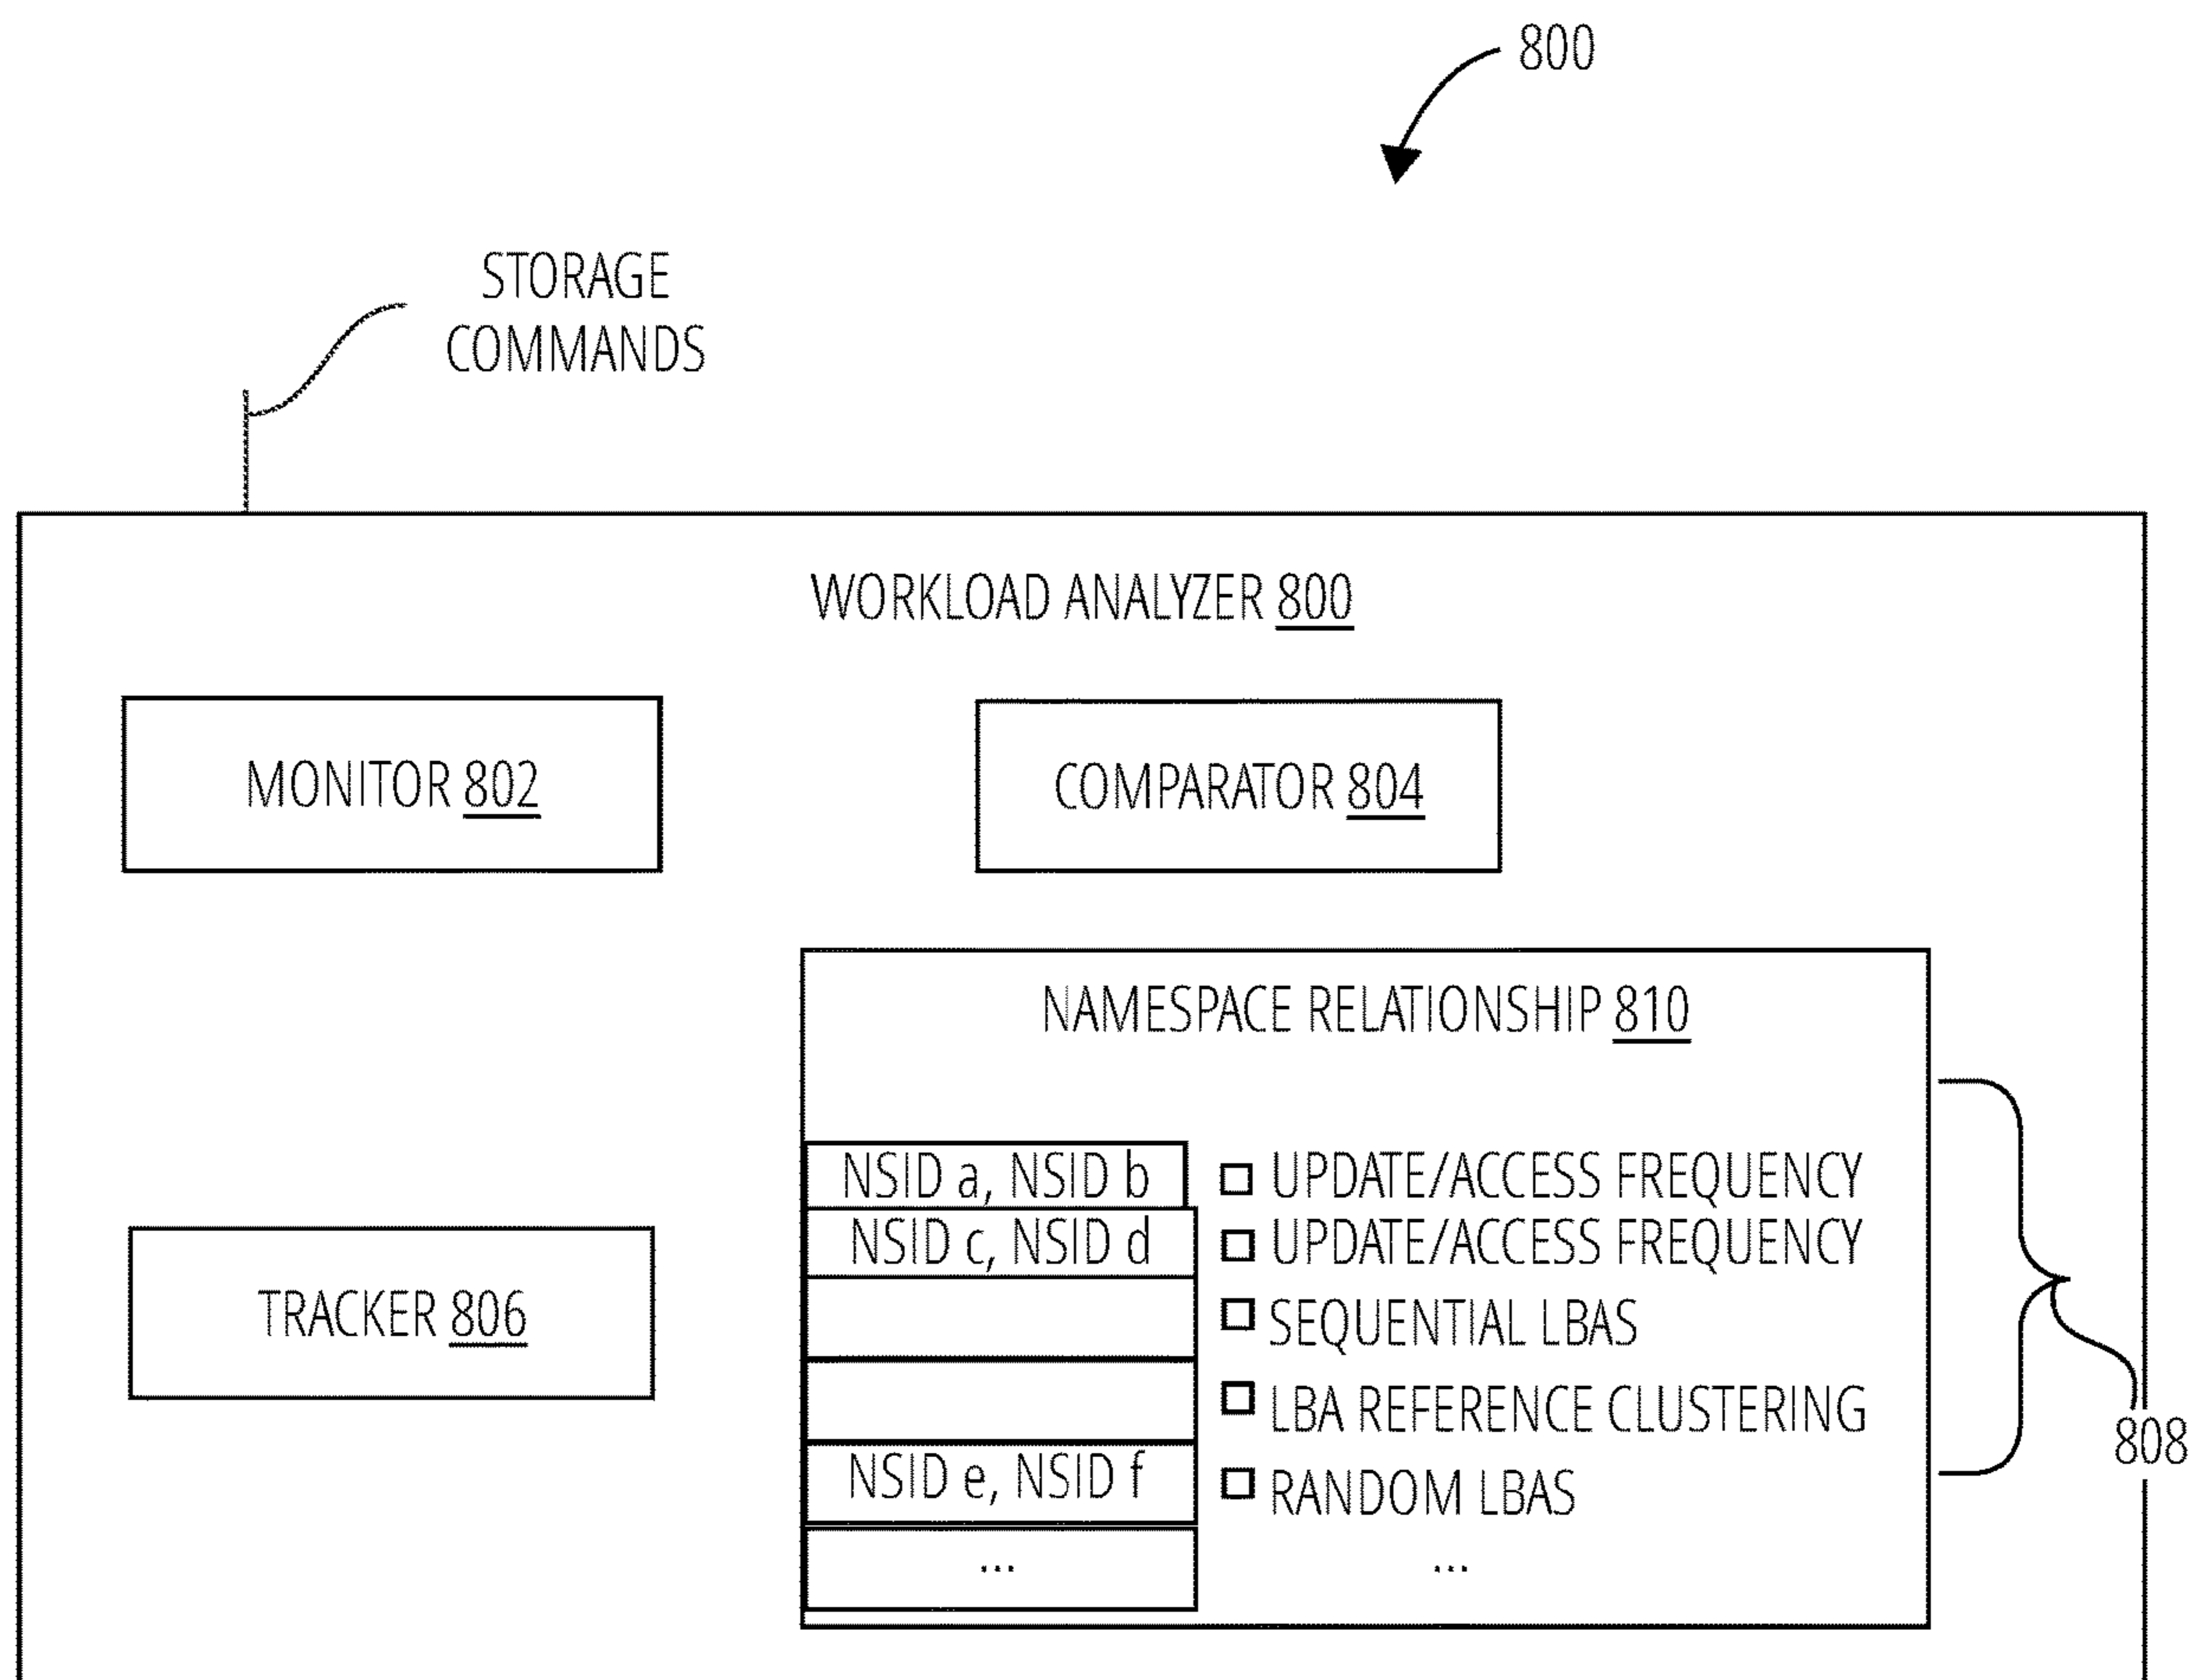 800
STORAGE
COMMANDS
WORKLOAD ANALYZER 800
MONITOR 802
COMPARATOR 804
NAMESPACE RELATIONSHIP 810
NSID a, NSID b UPDATE/ACCESS FREQUENCY
NSID c, NSID d UPDATE/ACCESS FREQUENCY
TRACKER 806
SEQUENTIAL LBAS
LBA REFERENCE CLUSTERING
808
NSID e, NSID f RANDOM LBAS
... ...